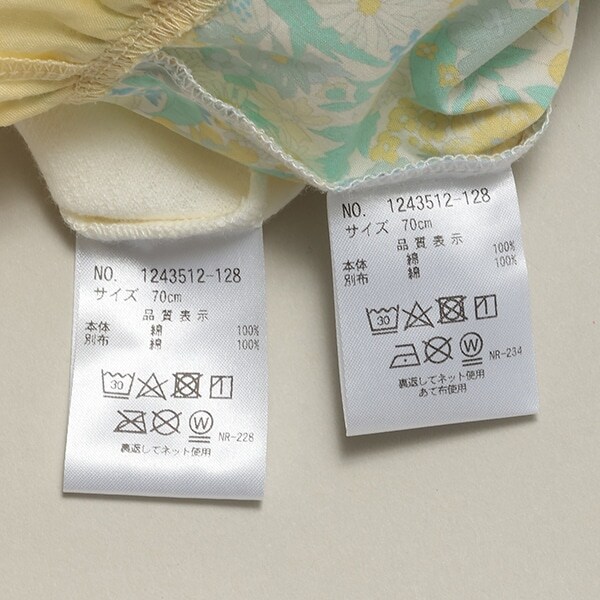 NO. 1243512-128
サイズ 70cm
品質表示
本体 綿 100%
別布 綿 100%
30
W
NR-228
裏返してネット使用
NO. 1243512-128
サイズ 70cm
品質表示
本体 綿 100%
別布 綿 100%
30
W
NR-234
裏返してネット使用
あて布使用